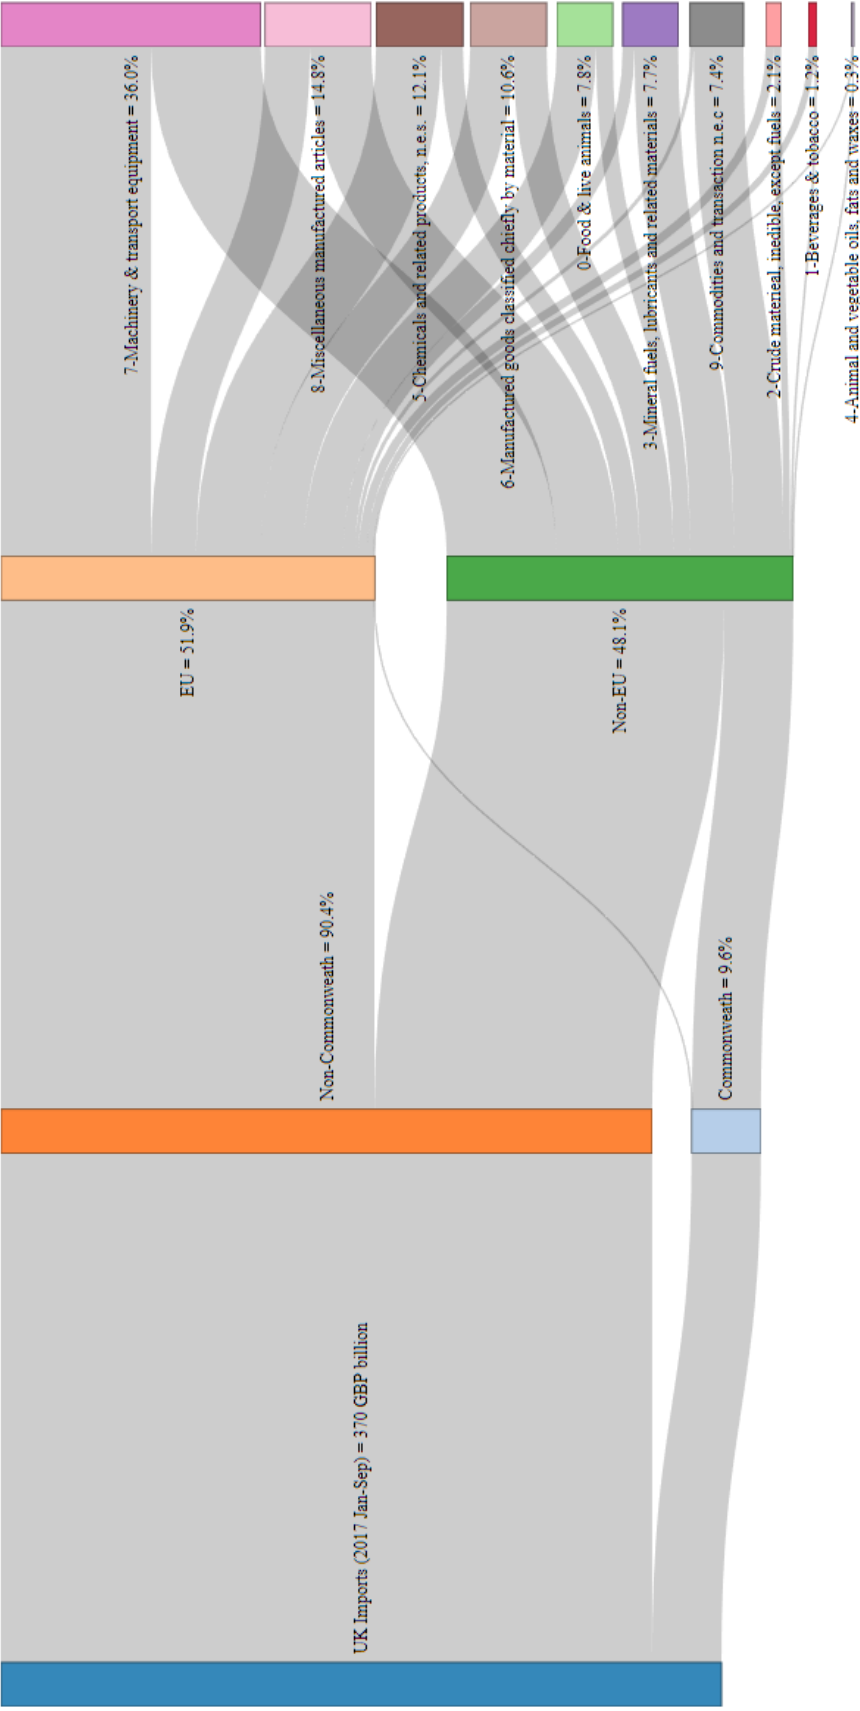 7-Machinery & transport equipment = 36.0%
8-Miscellaneous manufactured articles = 14.8%
5-Chemicals and related products, n.e.s. = 12.1%
6-Manufactured goods classified chiefly by material = 10.6%
0-Food & live animals = 7.8%
3-Mineral fuels, lubricants and related materials = 7.7%
9-Commodities and transaction n.e.c = 7.4%
2-Crude materieal, inedible, except fuels = 2.1%
1-Beverages & tobacco = 1.2%
4-Animal and vegetable oils, fats and waxes = 0.3%
EU = 51.9%
Non-EU = 48.1%
Non-Commonweath = 90.4%
Commonweath = 9.6%
UK Imports (2017 Jan-Sep) = 370 GBP billion